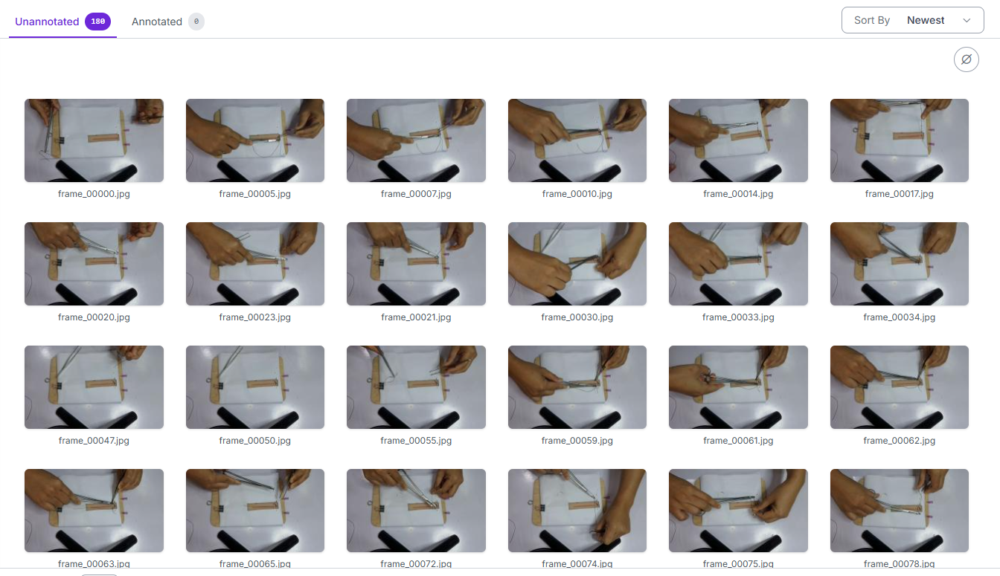 Unannotated 180 Annotated 0 Sort By Newest
frame_00000.jpg frame_00005.jpg frame_00007.jpg frame_00010.jpg frame_00014.jpg frame_00017.jpg
frame_00020.jpg frame_00023.jpg frame_00021.jpg frame_00030.jpg frame_00033.jpg frame_00034.jpg
frame_00047.jpg frame_00050.jpg frame_00055.jpg frame_00059.jpg frame_00061.jpg frame_00062.jpg
frame_00063.jpg frame_00065.jpg frame_00072.jpg frame_00074.jpg frame_00075.jpg frame_00078.jpg